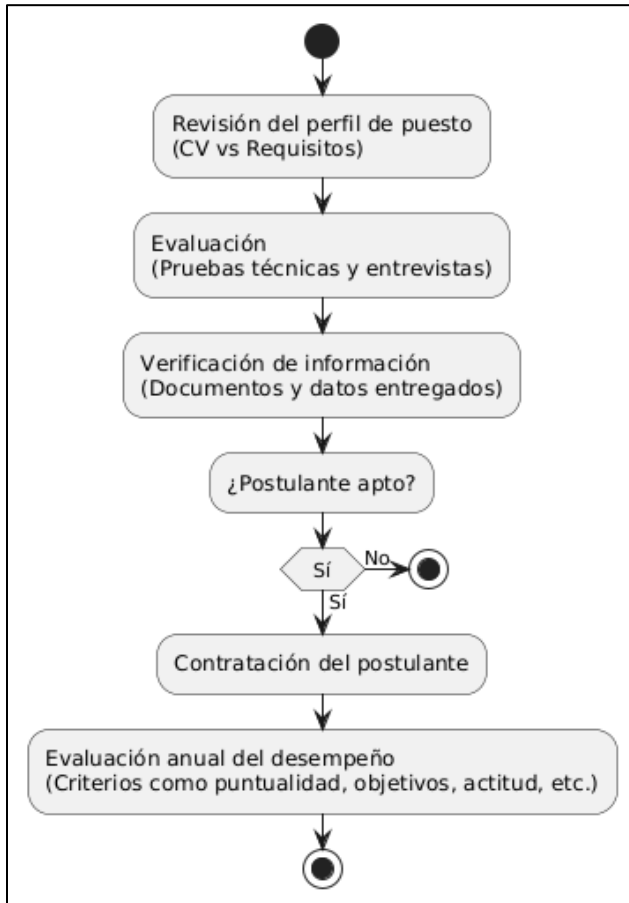 Revisión del perfil de puesto
(CV vs Requisitos)
Evaluación
(Pruebas técnicas y entrevistas)
Verificación de información
(Documentos y datos entregados)
¿Postulante apto?
Sí
No
Sí
Contratación del postulante
Evaluación anual del desempeño
(Criterios como puntualidad, objetivos, actitud, etc.)